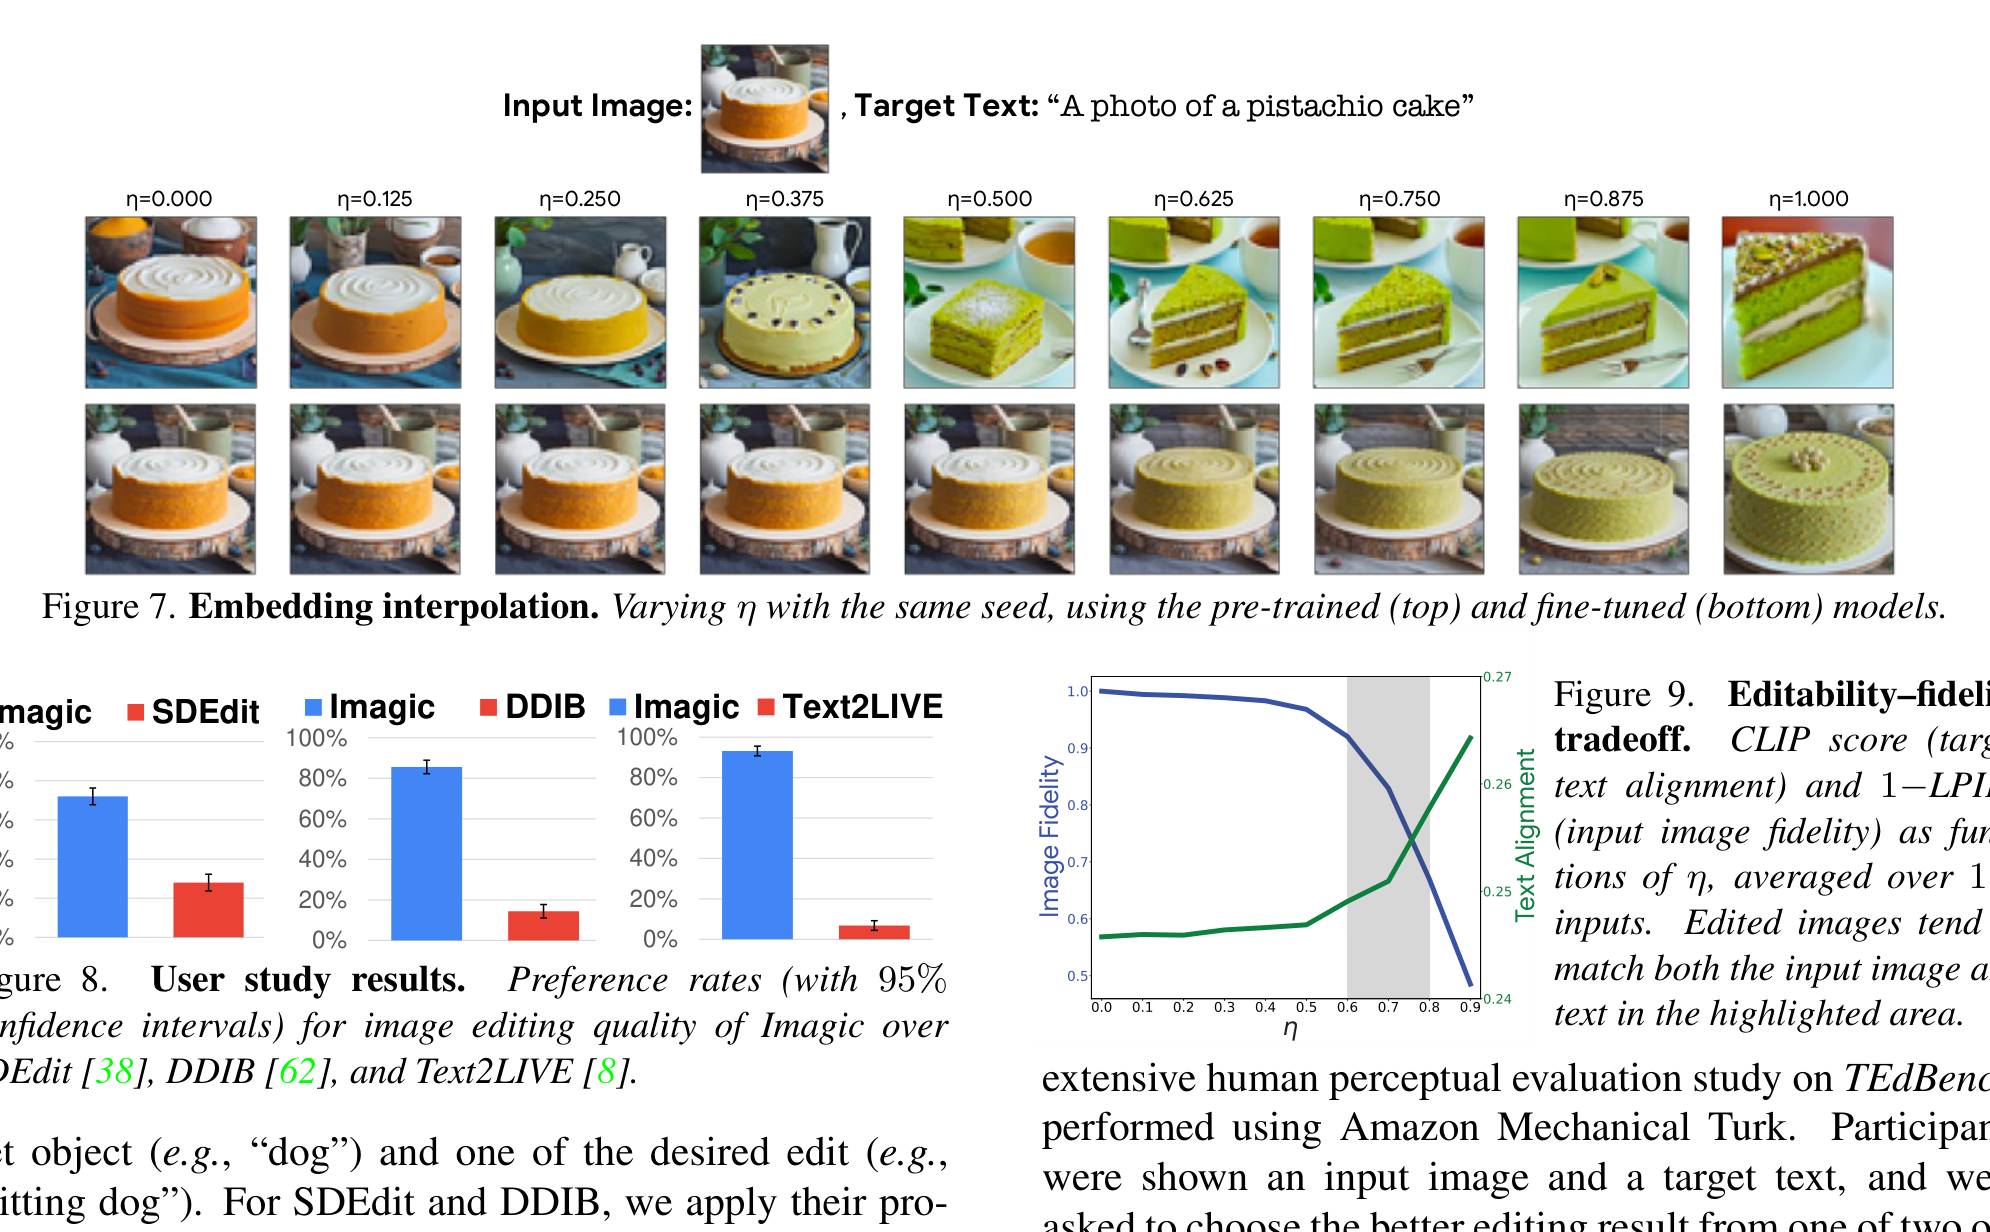 Input Image: , Target Text: “A photo of a pistachio cake”
η=0.000 η=0.125 η=0.250 η=0.375 η=0.500 η=0.625 η=0.750 η=0.875 η=1.000
Figure 7. Embedding interpolation. Varying η with the same seed, using the pre-trained (top) and fine-tuned (bottom) models.
magic SDEdit
%
%
%
%
%
%
Imagic DDIB
100%
80%
60%
40%
20%
0%
Imagic Text2LIVE
100%
80%
60%
40%
20%
0%
gure 8. User study results. Preference rates (with 95%
nfidence intervals) for image editing quality of Imagic over
DEdit [38], DDIB [62], and Text2LIVE [8].
et object (e.g., “dog”) and one of the desired edit (e.g.,
itting dog”). For SDEdit and DDIB, we apply their pro-
Image Fidelity
1.0
0.9
0.8
0.7
0.6
0.5
0.27
0.26
0.25
0.24
Text Alignment
0.0 0.1 0.2 0.3 0.4 0.5 0.6 0.7 0.8 0.9
η
Figure 9. Editability–fideli
tradeoff. CLIP score (targ
text alignment) and 1−LPI
(input image fidelity) as fun
tions of η, averaged over 1
inputs. Edited images tend
match both the input image a
text in the highlighted area.
extensive human perceptual evaluation study on TEdBenc
performed using Amazon Mechanical Turk. Participan
were shown an input image and a target text, and we
asked to choose the better editing result from one of two o